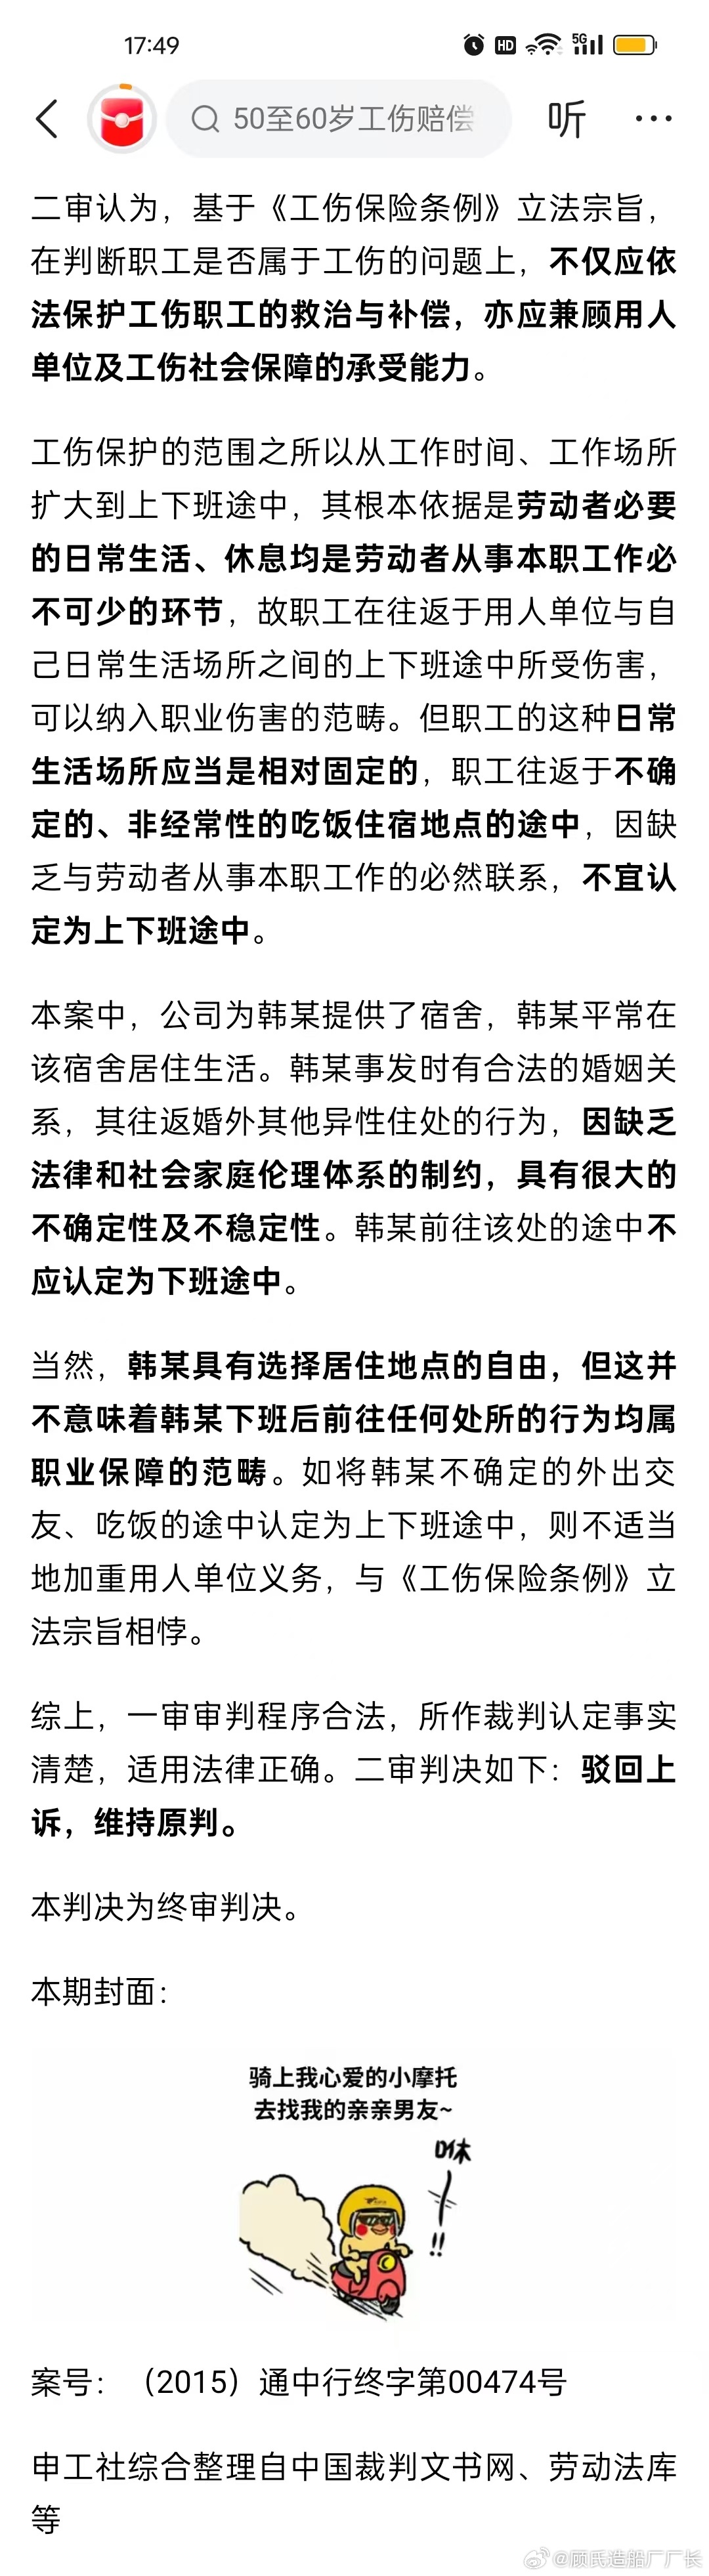 17:49
HD
5G
50至60岁工伤赔偿
听
二审认为，基于《工伤保险条例》立法宗旨，
在判断职工是否属于工伤的问题上，不仅应依
法保护工伤职工的救治与补偿，亦应兼顾用人
单位及工伤社会保障的承受能力。
工伤保护的范围之所以从工作时间、工作场所
扩大到上下班途中，其根本依据是劳动者必要
的日常生活、休息均是劳动者从事本职工作必
不可少的环节，故职工在往返于用人单位与自
己日常生活场所之间的上下班途中所受伤害，
可以纳入职业伤害的范畴。但职工的这种日常
生活场所应当是相对固定的，职工往返于不确
定的、非经常性的吃饭住宿地点的途中，因缺
乏与劳动者从事本职工作的必然联系，不宜认
定为上下班途中。
本案中，公司为韩某提供了宿舍，韩某平常在
该宿舍居住生活。韩某事发时有合法的婚姻关
系，其往返婚外其他异性住处的行为，因缺乏
法律和社会家庭伦理体系的制约，具有很大的
不确定性及不稳定性。韩某前往该处的途中不
应认定为下班途中。
当然，韩某具有选择居住地点的自由，但这并
不意味着韩某下班后前往任何处所的行为均属
职业保障的范畴。如将韩某不确定的外出交
友、吃饭的途中认定为上下班途中，则不适当
地加重用人单位义务，与《工伤保险条例》立
法宗旨相悖。
综上，一审审判程序合法，所作裁判认定事实
清楚，适用法律正确。二审判决如下：驳回上
诉，维持原判。
本判决为终审判决。
本期封面：
骑上我心爱的小摩托
去找我的亲亲男友~
咻
!!
案号：（2015）通中行终字第00474号
申工社综合整理自中国裁判文书网、劳动法库
等
@顾氏造船厂厂长